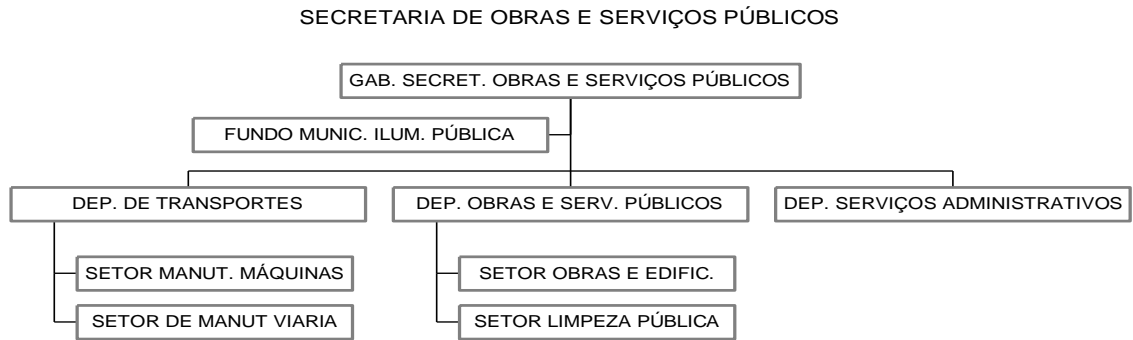 SECRETARIA DE OBRAS E SERVIÇOS PÚBLICOS
GAB. SECRET. OBRAS E SERVIÇOS PÚBLICOS
FUNDO MUNIC. ILUM. PÚBLICA
DEP. DE TRANSPORTES
DEP. OBRAS E SERV. PÚBLICOS
DEP. SERVIÇOS ADMINISTRATIVOS
SETOR MANUT. MÁQUINAS
SETOR OBRAS E EDIFIC.
SETOR DE MANUT VIARIA
SETOR LIMPEZA PÚBLICA